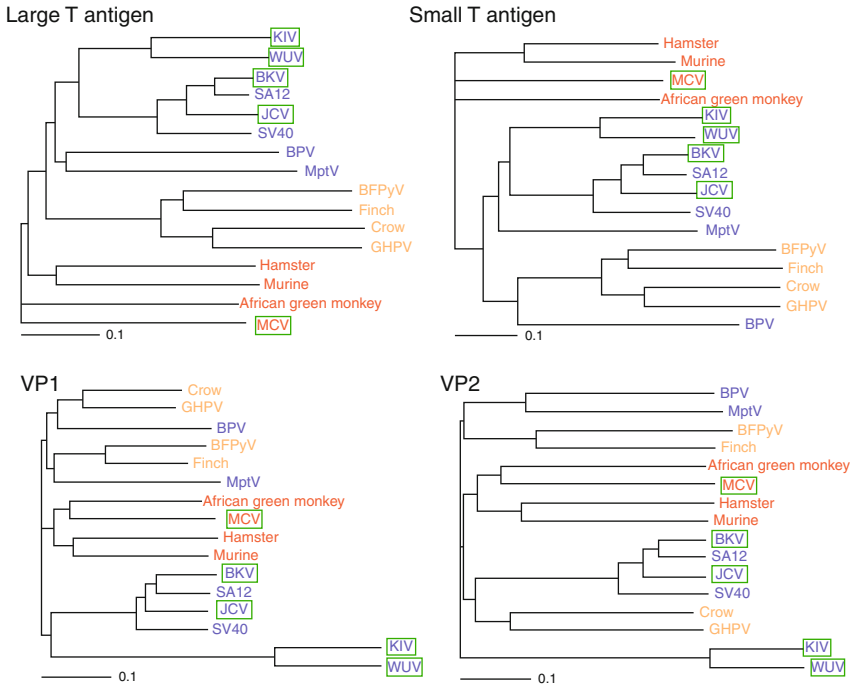 Large T antigen
KIV
WUV
BKV
SA12
JCV
SV40
BPV
MptV
BFPyV
Finch
Crow
GHPV
Hamster
Murine
African green monkey
MCV
0.1
Small T antigen
Hamster
Murine
MCV
African green monkey
KIV
WUV
BKV
SA12
JCV
SV40
MptV
BFPyV
Finch
Crow
GHPV
BPV
0.1
VP1
Crow
GHPV
BPV
BFPyV
Finch
MptV
African green monkey
MCV
Hamster
Murine
BKV
SA12
JCV
SV40
KIV
WUV
0.1
VP2
BPV
MptV
BFPyV
Finch
African green monkey
MCV
Hamster
Murine
BKV
SA12
JCV
SV40
Crow
GHPV
KIV
WUV
0.1